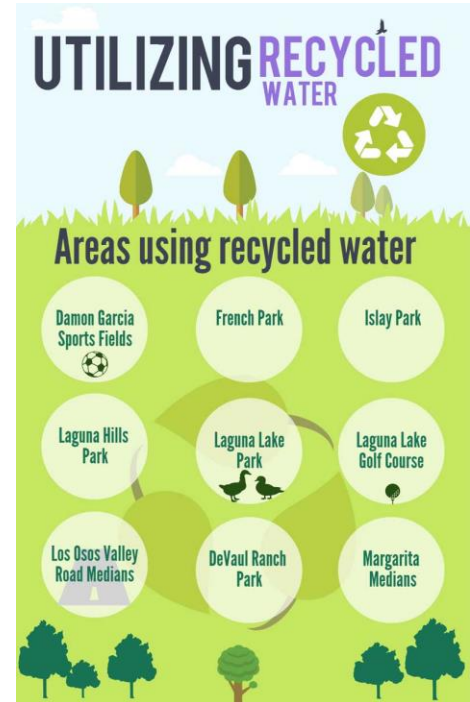 UTILIZING RECYCLED
WATER
Areas using recycled water
Damon Garcia
Sports Fields
French Park
Islay Park
Laguna Hills
Park
Laguna Lake
Park
Laguna Lake
Golf Course
Los Osos Valley
Road Medians
DeVaul Ranch
Park
Margarita
Medians